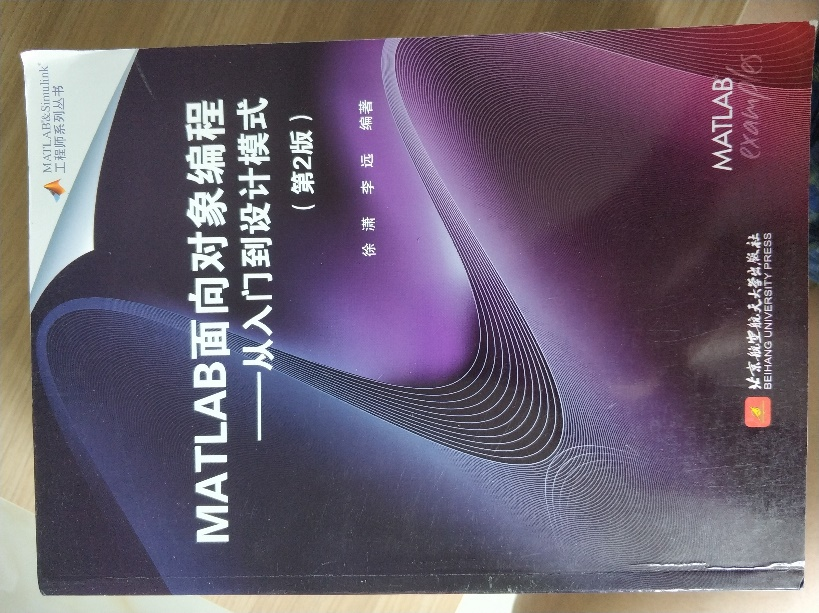 MATLAB&Simulink®
工程师系列丛书
MATLAB面向对象编程
——从入门到设计模式
（第2版）
徐 潇 李 远 编著
MATLAB
examples
北京航空航天大学出版社
BEIHANG UNIVERSITY PRESS